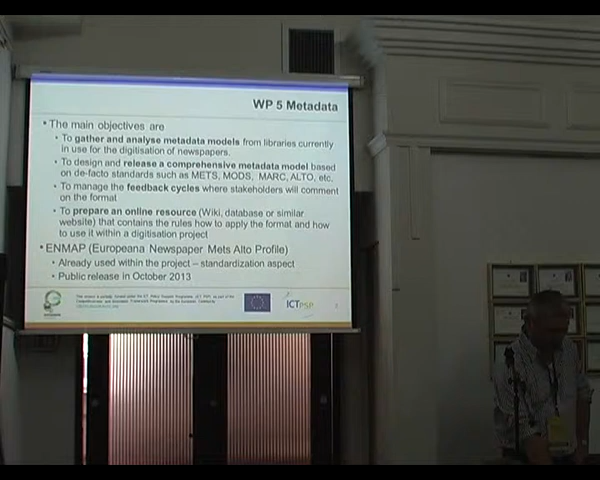 WP 5 Metadata
• The main objectives are
• To gather and analyse metadata models from libraries currently
in use for the digitisation of newspapers.
• To design and release a comprehensive metadata model based
on de-facto standards such as METS, MODS, MARC, ALTO, etc.
• To manage the feedback cycles where stakeholders will comment
on the format
• To prepare an online resource (Wiki, database or similar
website) that contains the rules how to apply the format and how
to use it within a digitisation project
• ENMAP (Europeana Newspaper Mets Alto Profile)
• Already used within the project – standardization aspect
• Public release in October 2013
ICT PSP